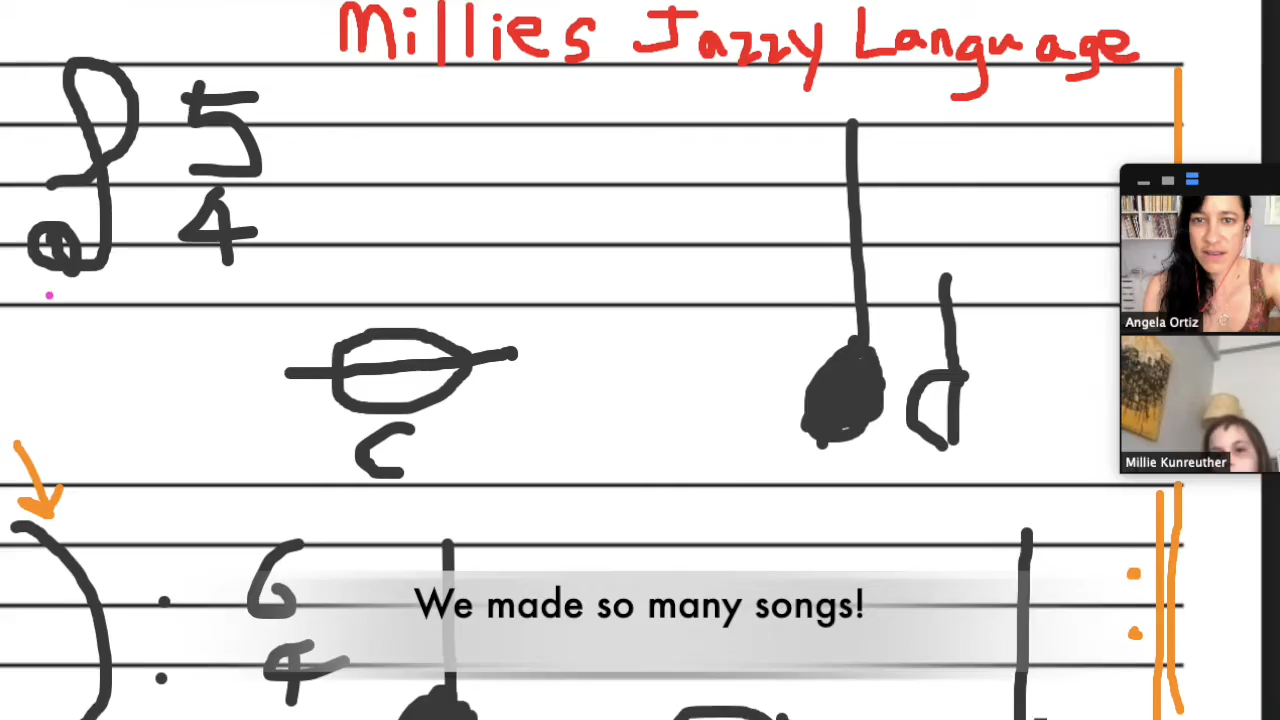 Millies Jazzy Language
5
4
Angela Ortiz
C
Millie Kunreuther
6
4
We made so many songs!